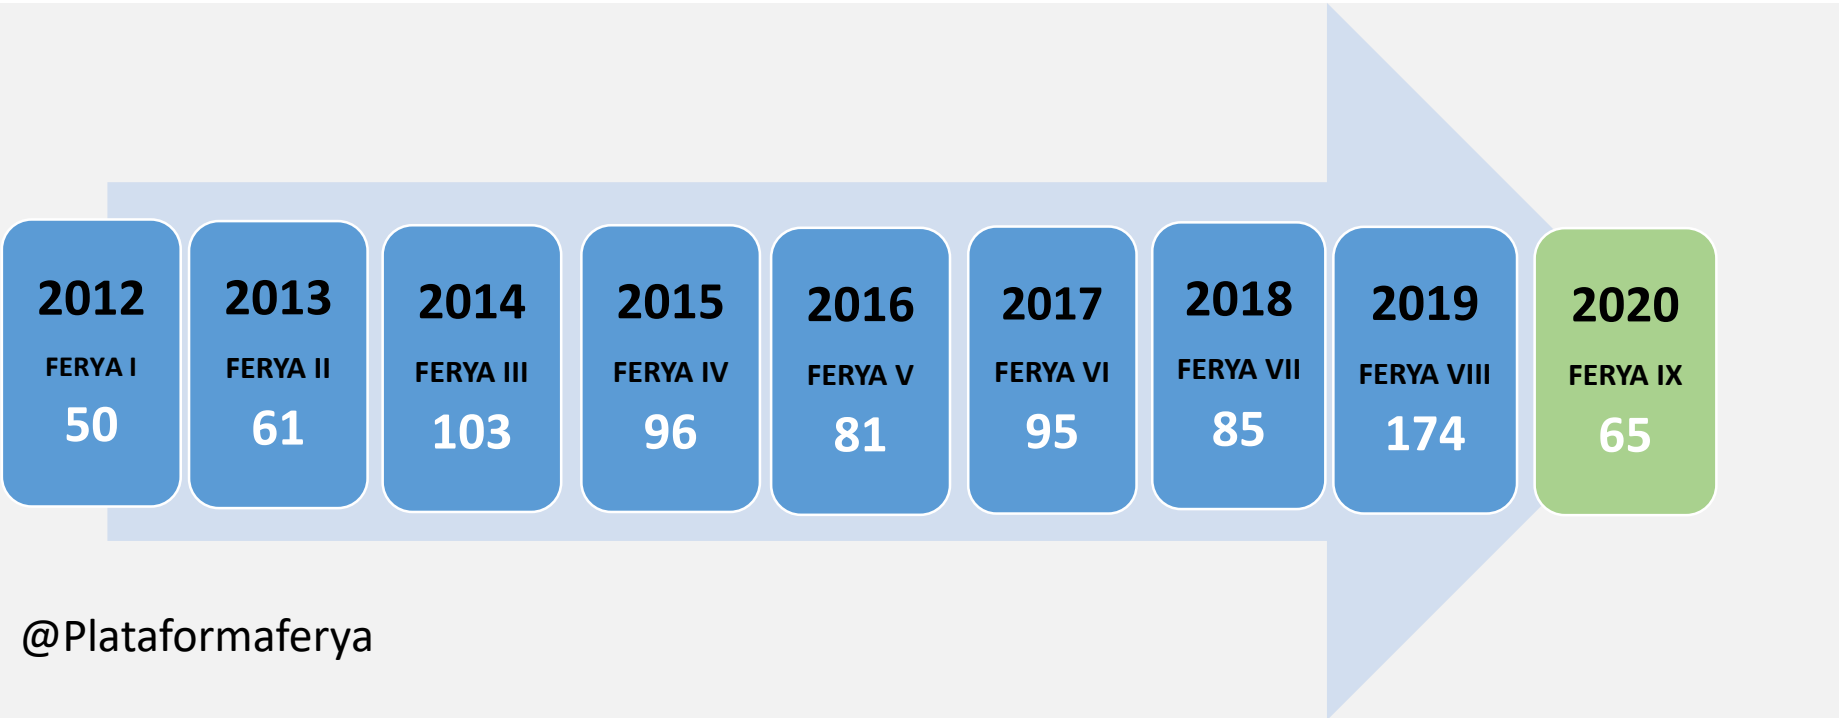 2012
FERYA I
50
2013
FERYA II
61
2014
FERYA III
103
2015
FERYA IV
96
2016
FERYA V
81
2017
FERYA VI
95
2018
FERYA VII
85
2019
FERYA VIII
174
2020
FERYA IX
65
@Plataformaferya